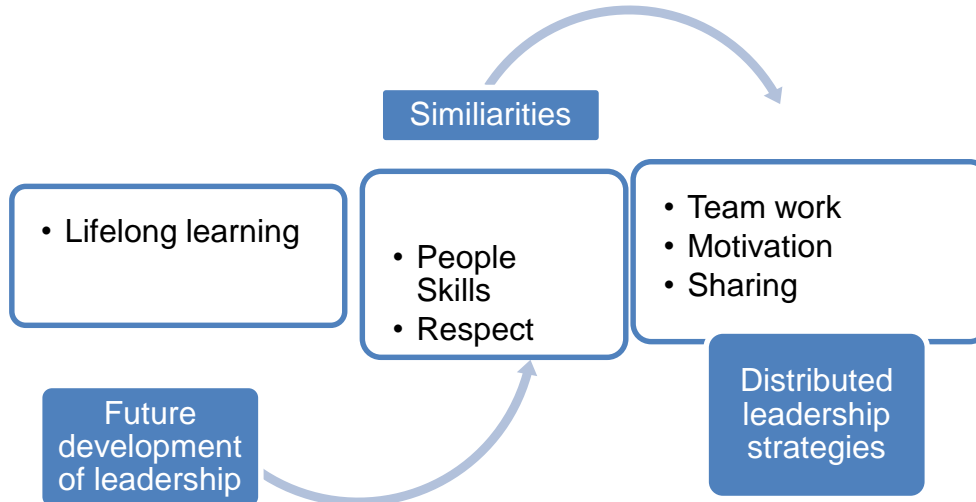 Similiarities
• Lifelong learning
• People
Skills
• Respect
• Team work
• Motivation
• Sharing
Future
development
of leadership
Distributed
leadership
strategies